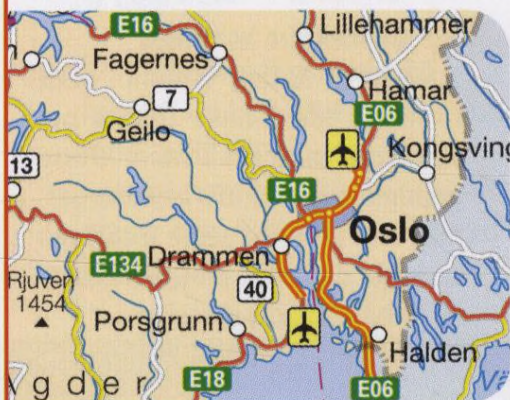 E16
Lillehammer
Fagernes
Hamar
7
E06
Geilo
Kongsving
13
E16
Oslo
Drammen
E134
Rjuven
1454
40
Porsgrunn
Halden
gder
E18
E06